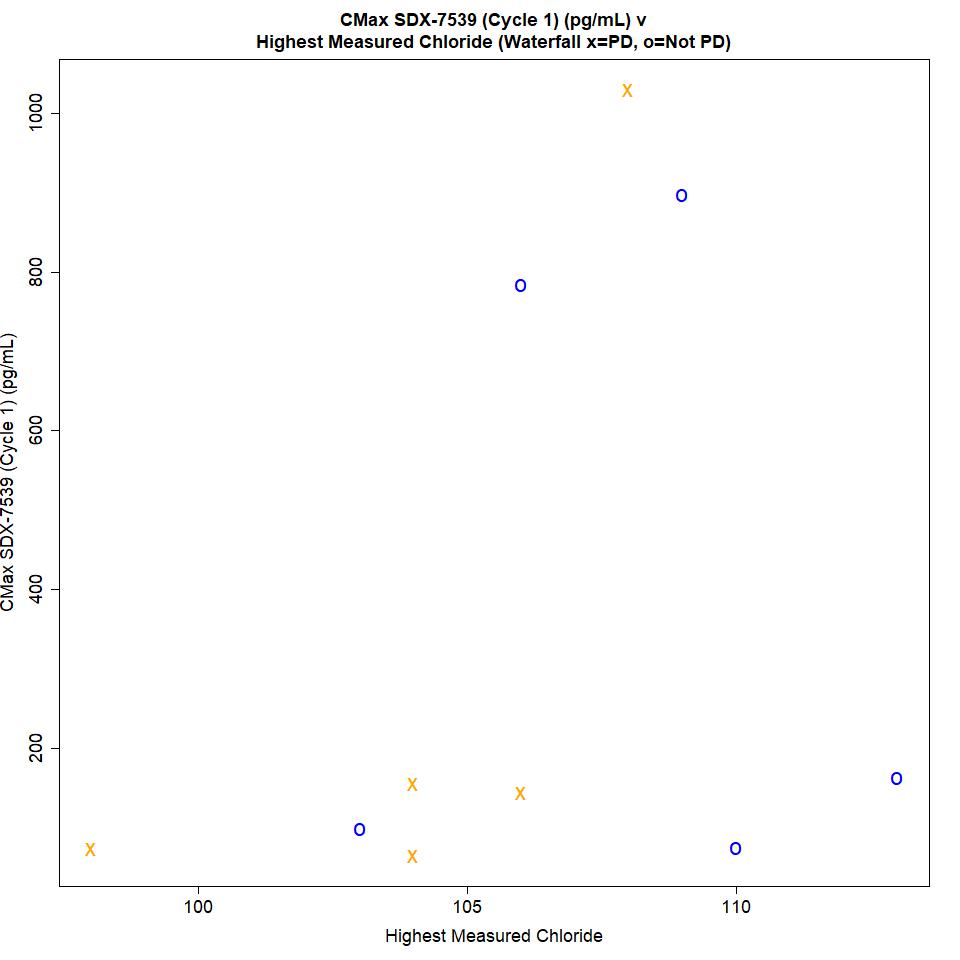 CMax SDX-7539 (Cycle 1) (pg/mL) v
Highest Measured Chloride (Waterfall x=PD, o=Not PD)
CMax SDX-7539 (Cycle 1) (pg/mL)
1000
800
600
400
200
X
O
O
X
X
O
X
O
X
X
O
100
105
110
Highest Measured Chloride